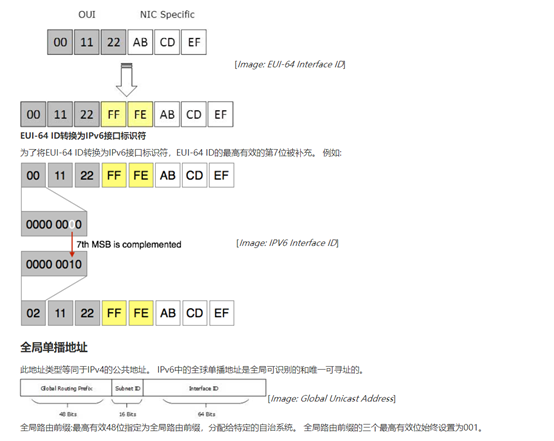 OUI NIC Specific
00 11 22 AB CD EF
[Image: EUI-64 Interface ID]
00 11 22 FF FE AB CD EF
EUI-64 ID转换为IPv6接口标识符
为了将EUI-64 ID转换为IPv6接口标识符，EUI-64 ID的最高有效的第7位被补充。 例如:
00 11 22 FF FE AB CD EF
0000 0000
7th MSB is complemented
[Image: IPV6 Interface ID]
0000 0010
02 11 22 FF FE AB CD EF
全局单播地址
此地址类型等同于IPv4的公共地址。 IPv6中的全球单播地址是全局可识别的和唯一可寻址的。
Global Routing Prefix Subnet ID Interface ID
[Image: Global Unicast Address]
48 Bits 16 Bits 64 Bits
全局路由前缀:最高有效48位指定为全局路由前缀，分配给特定的自治系统。 全局路由前缀的三个最高有效位始终设置为001。